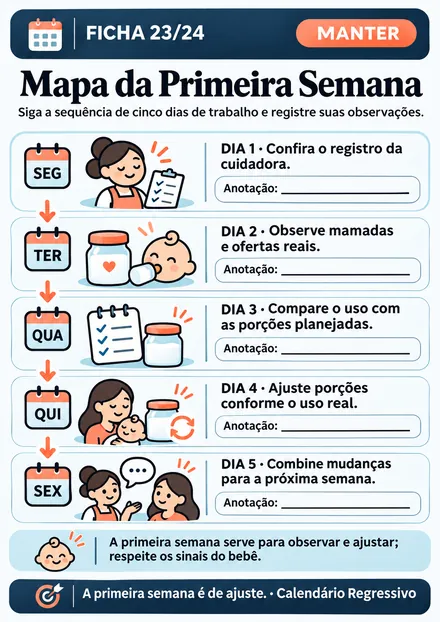 FICHA 23/24
MANTER
Mapa da Primeira Semana
Siga a sequência de cinco dias de trabalho e registre suas observações.
SEG
DIA 1 · Confira o registro da
cuidadora.
Anotação:
TER
DIA 2 · Observe mamadas
e ofertas reais.
Anotação:
QUA
DIA 3 · Compare o uso com
as porções planejadas.
Anotação:
QUI
DIA 4 · Ajuste porções
conforme o uso real.
Anotação:
SEX
DIA 5 · Combine mudanças
para a próxima semana.
Anotação:
A primeira semana serve para observar e ajustar;
respeite os sinais do bebê.
A primeira semana é de ajuste. · Calendário Regressivo